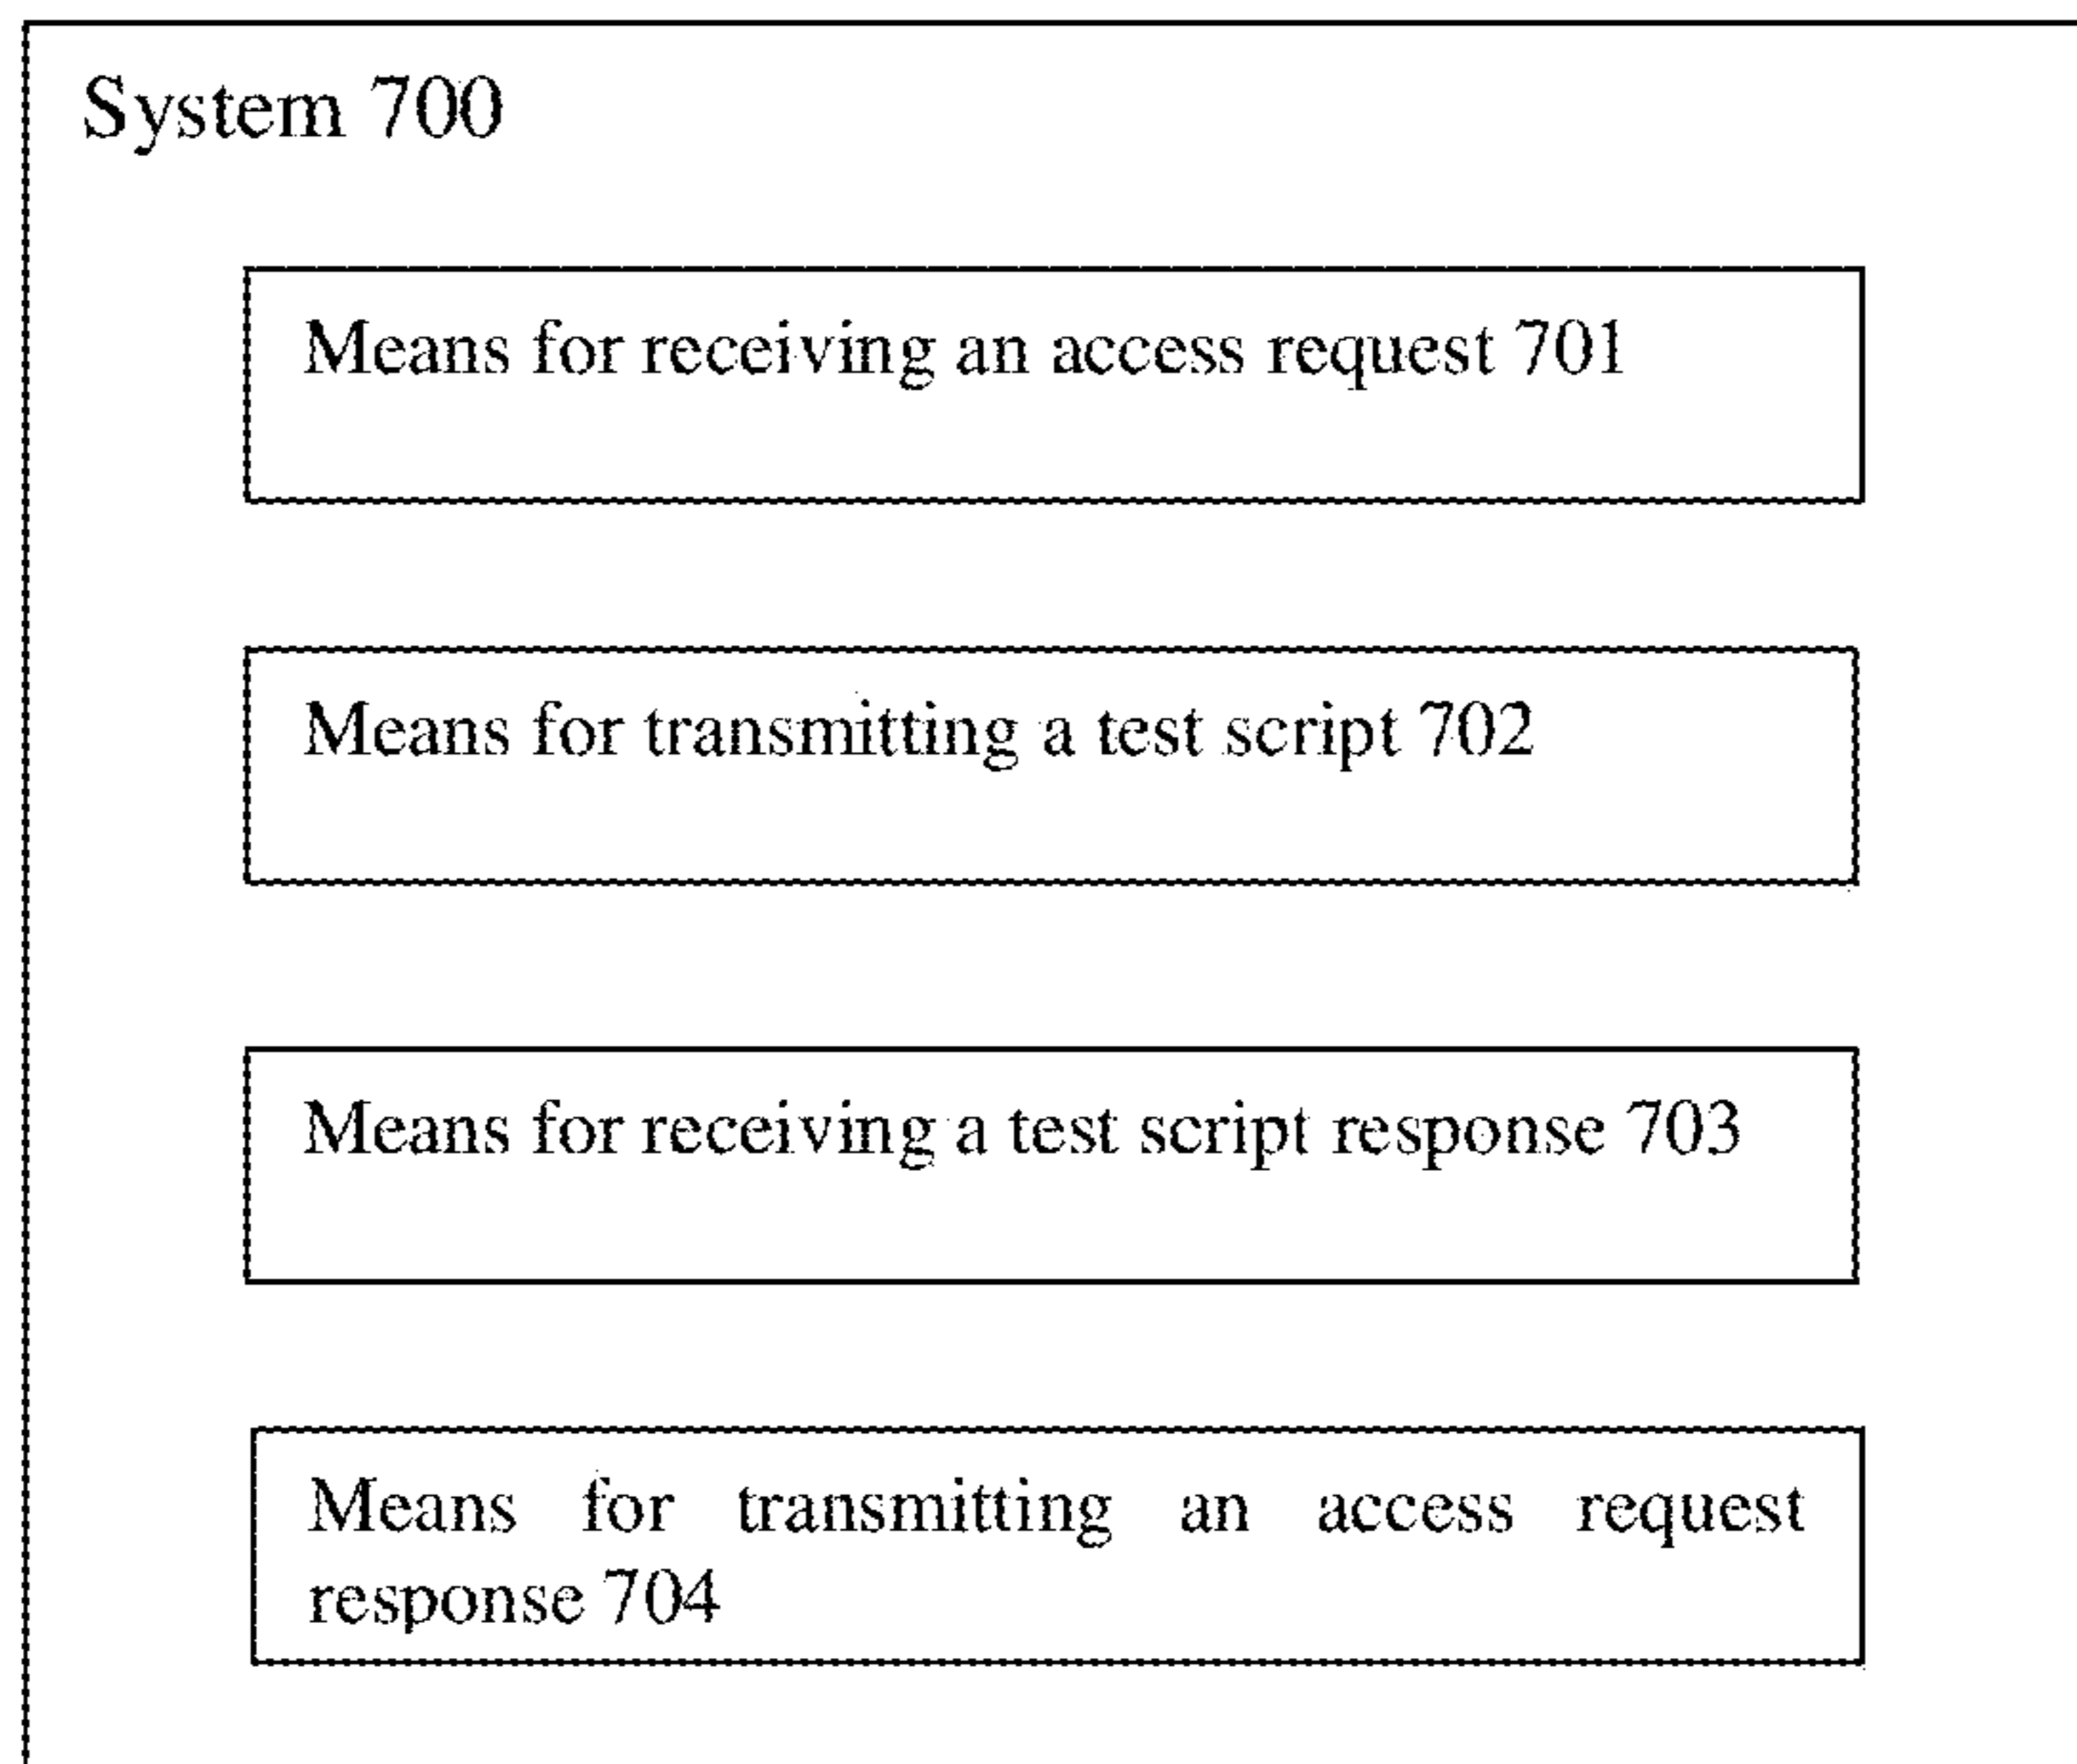 System 700
Means for receiving an access request 701
Means for transmitting a test script 702
Means for receiving a test script response 703
Means for transmitting an access request
response 704